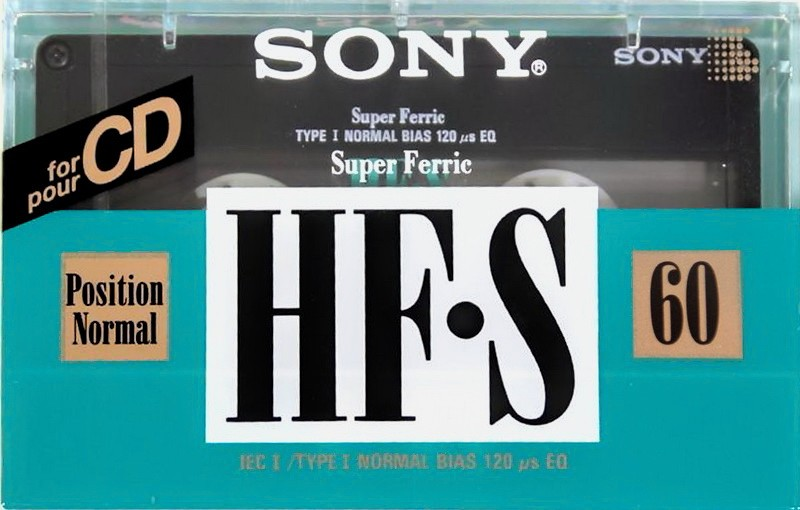 SONY®
SONY
for
pour CD
Super Ferric
TYPE I NORMAL BIAS 120 µs EQ
Super Ferric
HF·S
Position
Normal
60
IEC I /TYPE I NORMAL BIAS 120 µs EQ